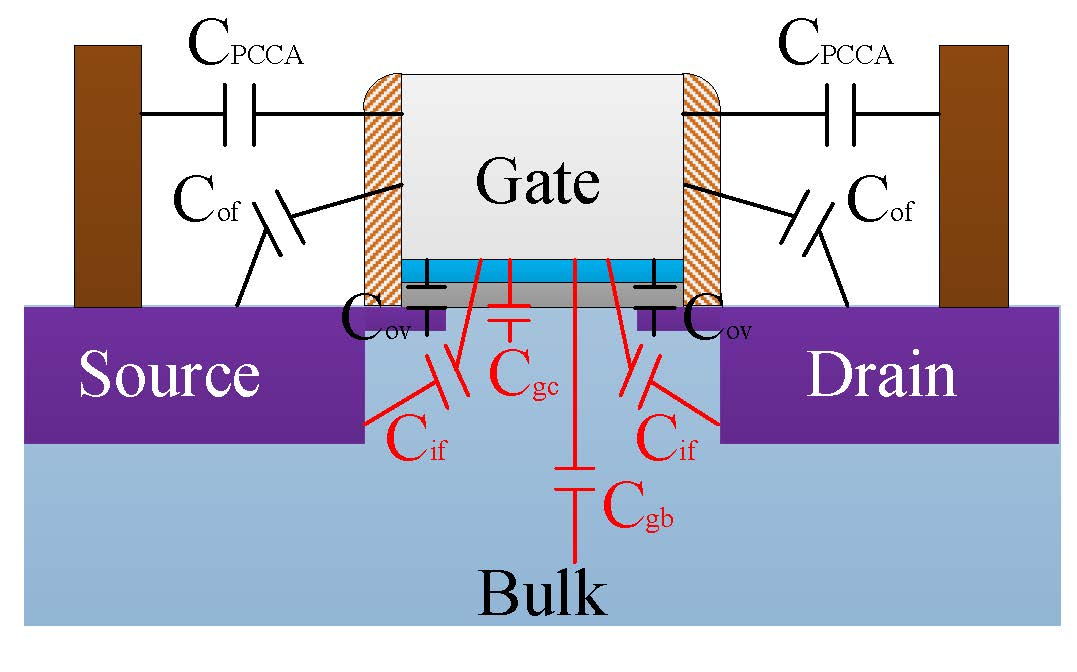 CPCCA
CPCCA
Cof
Gate
Cof
Cov
Cov
Source
Cgc
Drain
Cif
Cif
Cgb
Bulk